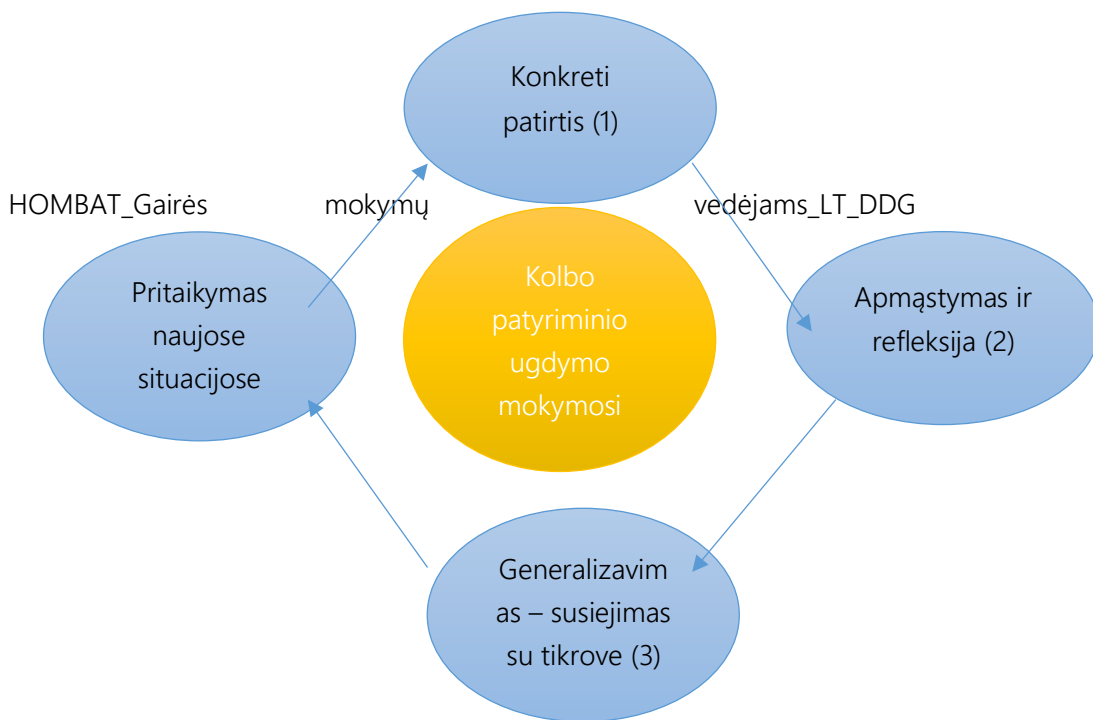 Konkreti
patirtis (1)
HOMBAT_Gairės mokymų vedėjams_LT_DDG
Pritaikymas
naujose
situacijose
Kolbo
patyriminio
ugdymo
mokymosi
Apmąstymas ir
refleksija (2)
Generalizavim
as – susiejimas
su tikrove (3)